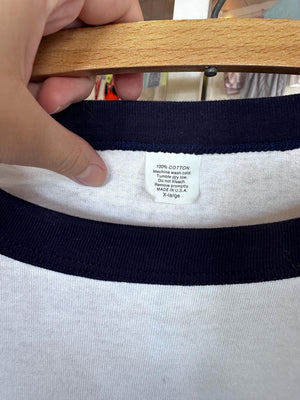 100% COTTON
Machine wash cold.
Tumble dry low.
Do not bleach.
Remove promptly.
MADE IN U.S.A.
X-large